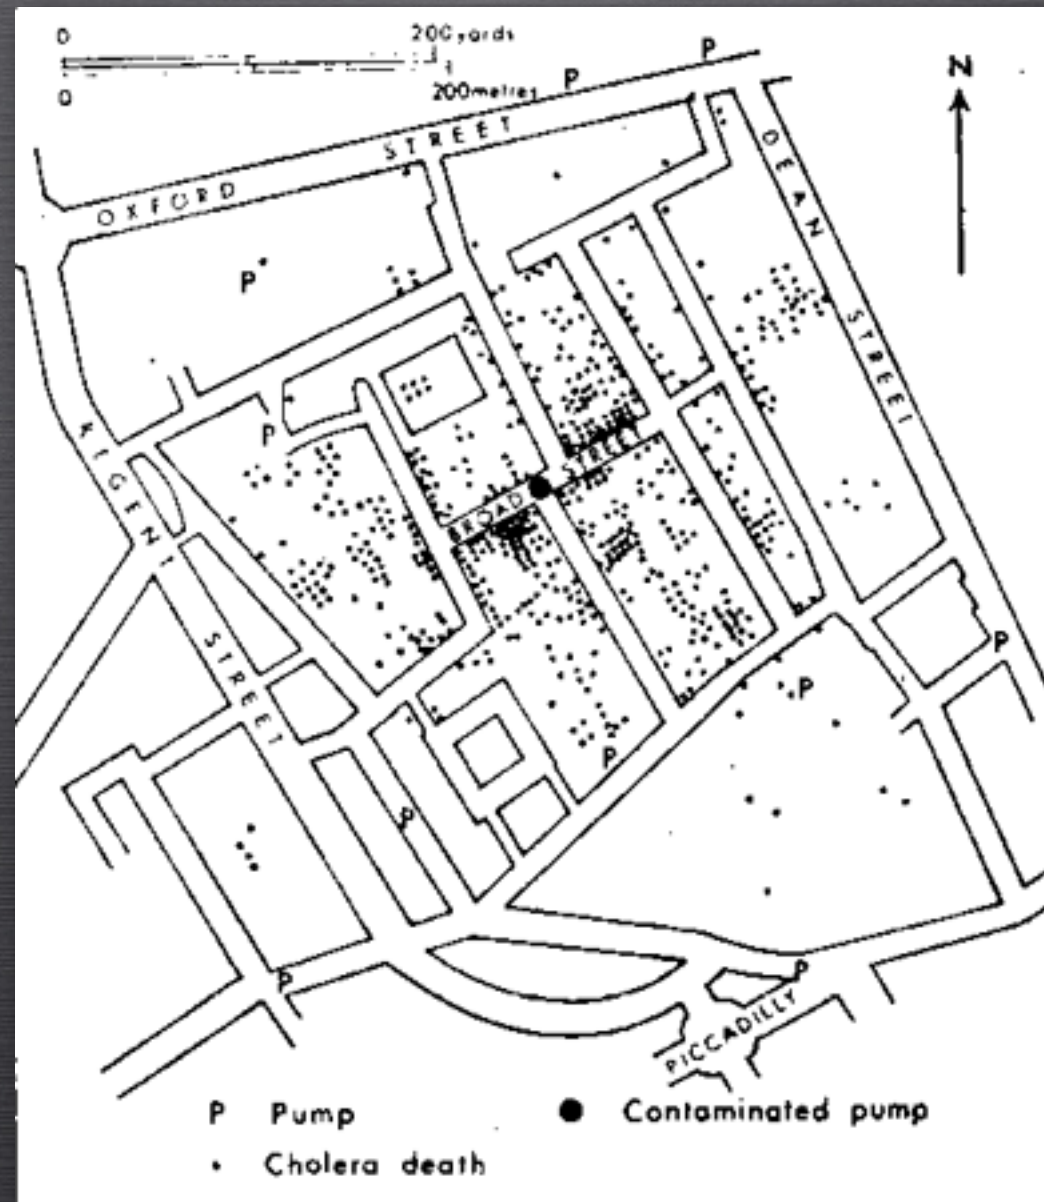 0 200 yards
0 200 metres
P
P
N
OXFORD STREET
DEAN STREET
P
P
REGENT STREET
BROAD STREET
P
P
P
P
P
P
PICCADILLY
P Pump
● Contaminated pump
• Cholera death